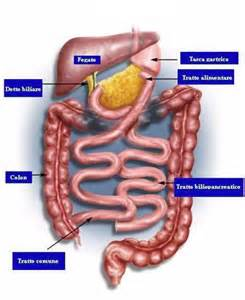 Fegato
Tasca gastrica
Tratto alimentare
Dotto biliare
Colon
Tratto biliopancreatico
Tratto comune